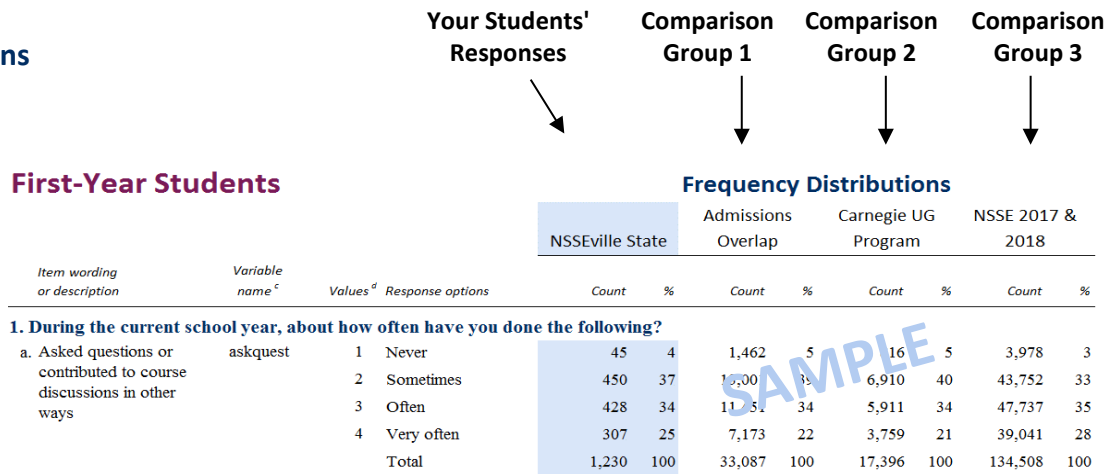 Your Students' Comparison Comparison Comparison
Responses Group 1 Group 2 Group 3
ns
First-Year Students Frequency Distributions
Admissions Carnegie UG NSSE 2017 &
NSSEville State Overlap Program 2018
Item wording Variable
or description name c Values d Response options Count % Count % Count % Count %
1. During the current school year, about how often have you done the following?
a. Asked questions or askquest 1 Never 45 4 1,462 5 5 3,978 3
contributed to course
discussions in other
ways
2 Sometimes 450 37 6,910 40 43,752 33
3 Often 428 34 34 5,911 34 47,737 35
4 Very often 307 25 7,173 22 3,759 21 39,041 28
Total 1,230 100 33,087 100 17,396 100 134,508 100
SAMPLE